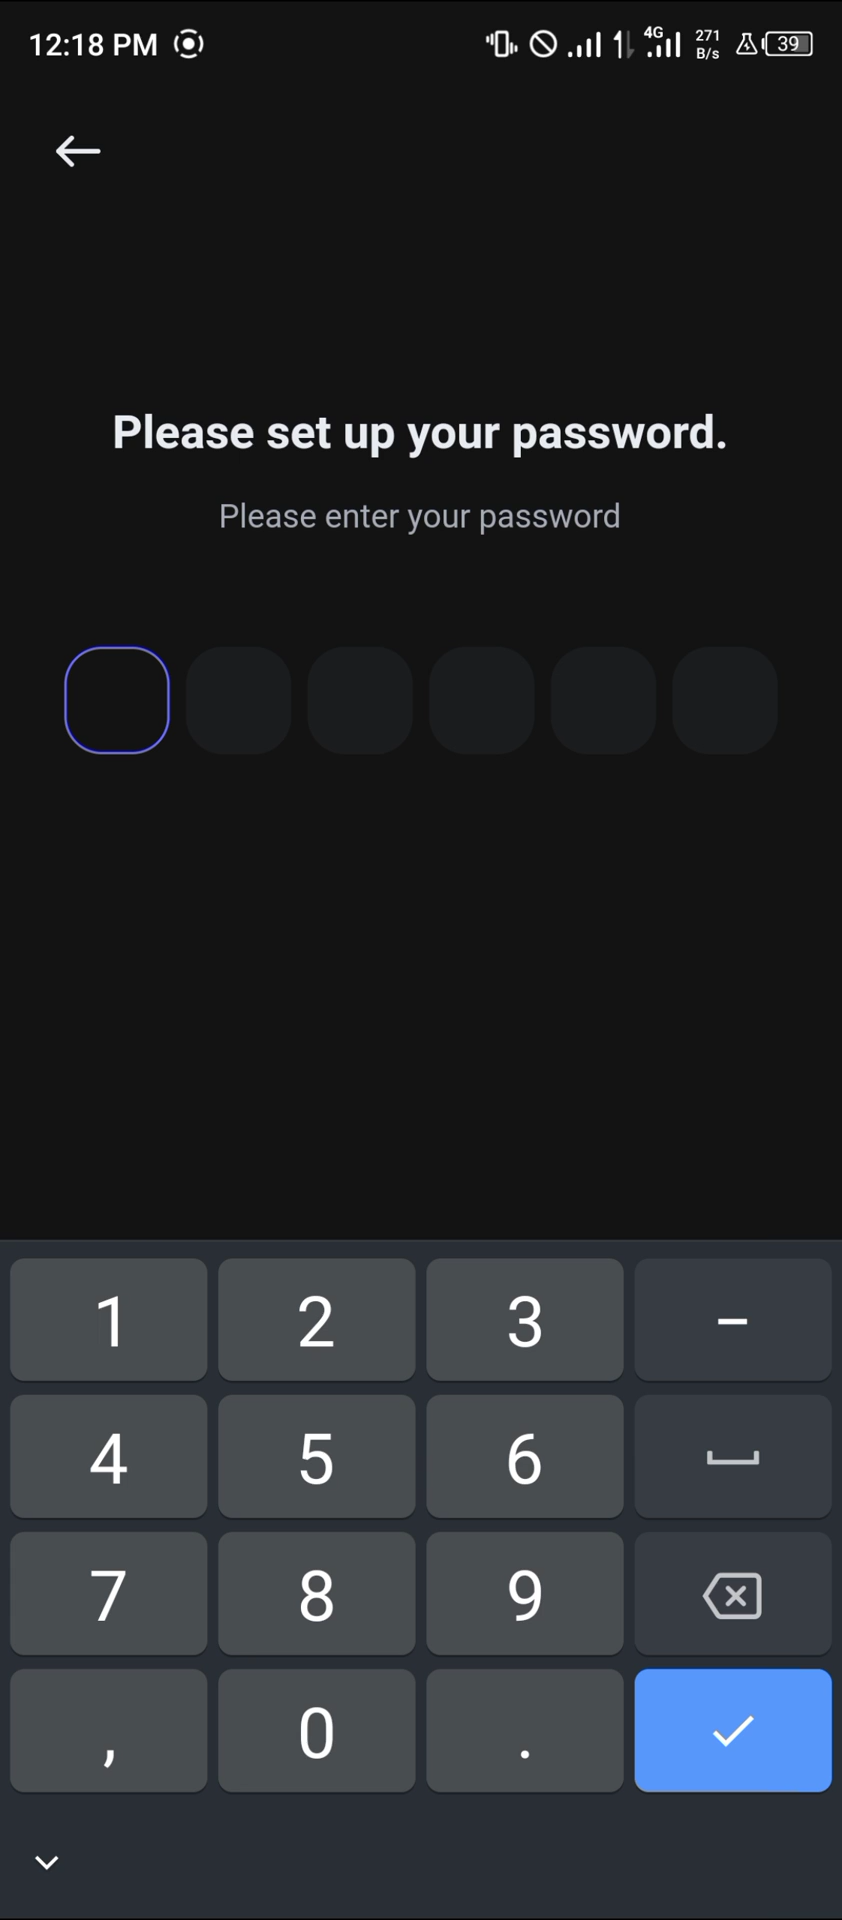 12:18 PM
4G 271 B/s 39
Please set up your password.
Please enter your password
1 2 3 -
4 5 6
7 8 9
, 0 .